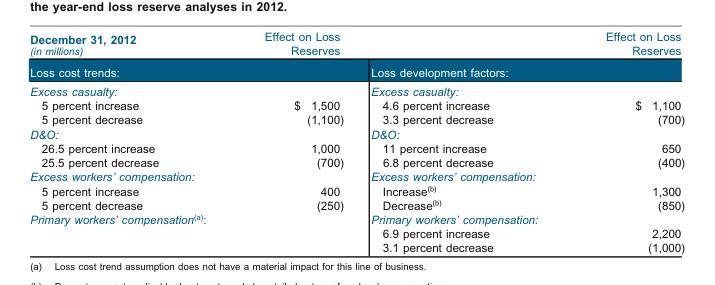 the year-end loss reserve analyses in 2012.
December 31, 2012 Effect on Loss Effect on Loss
(in millions) Reserves Reserves
Loss cost trends: Loss development factors:
Excess casualty: Excess casualty:
5 percent increase $ 1,500 4.6 percent increase $ 1,100
5 percent decrease (1,100) 3.3 percent decrease (700)
D&O: D&O:
26.5 percent increase 1,000 11 percent increase 650
25.5 percent decrease (700) 6.8 percent decrease (400)
Excess workers' compensation: Excess workers' compensation:
5 percent increase 400 Increase(b) 1,300
5 percent decrease (250) Decrease(b) (850)
Primary workers' compensation(a): Primary workers' compensation:
6.9 percent increase 2,200
3.1 percent decrease (1,000)
(a) Loss cost trend assumption does not have a material impact for this line of business.